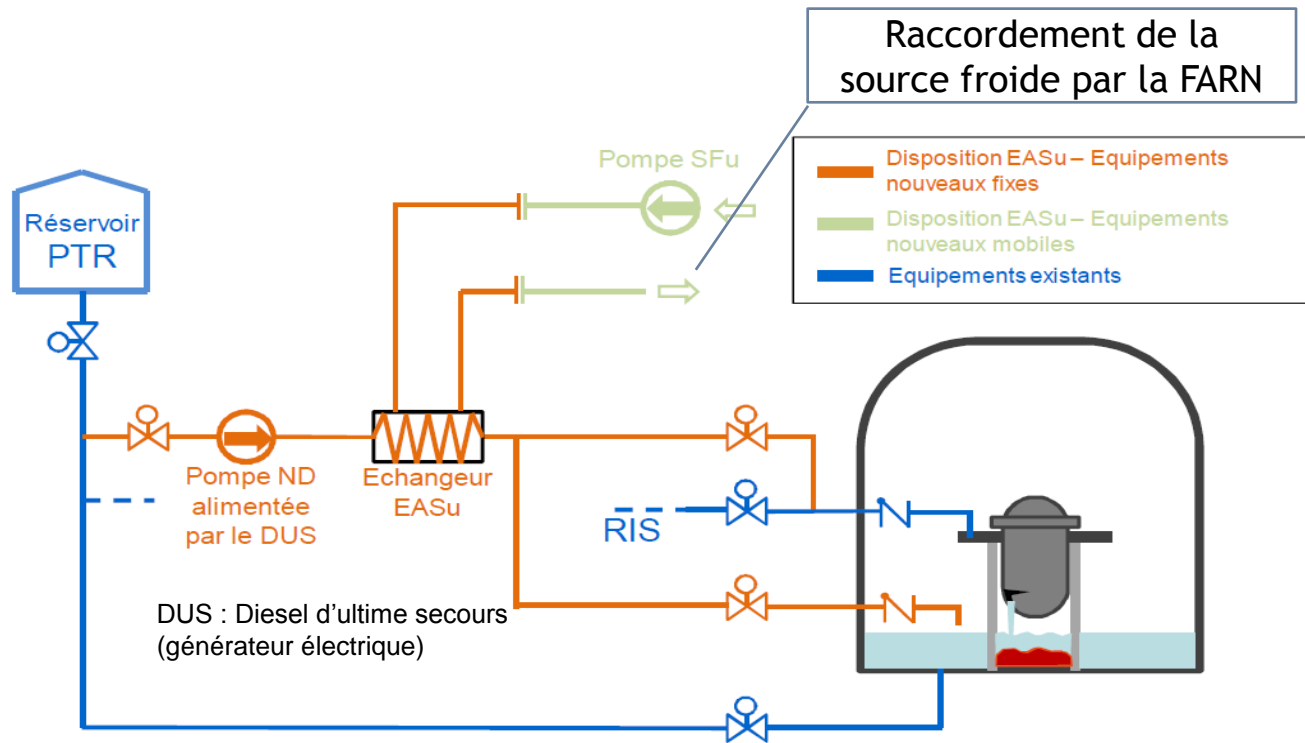 Raccordement de la
source froide par la FARN
Pompe SFu
Disposition EASu – Equipements
nouveaux fixes
Disposition EASu – Equipements
nouveaux mobiles
Equipements existants
Réservoir
PTR
Pompe ND
alimentée
par le DUS
Echangeur
EASu
RIS
DUS : Diesel d’ultime secours
(générateur électrique)